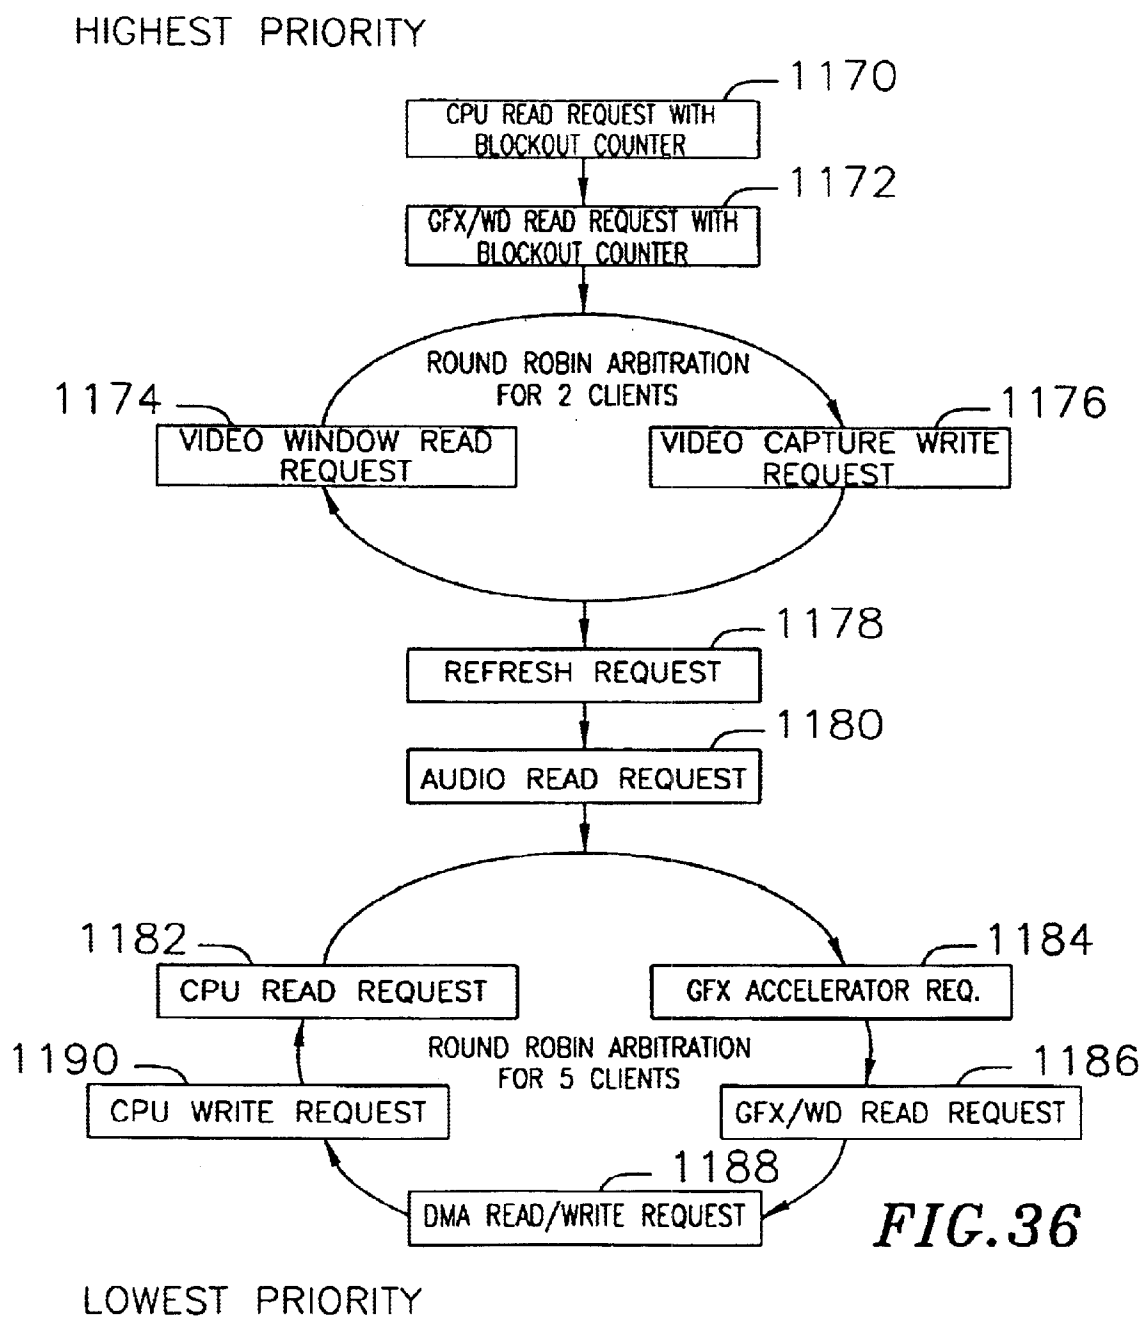 HIGHEST PRIORITY
1170
CPU READ REQUEST WITH
BLOCKOUT COUNTER
1172
GFX/WD READ REQUEST WITH
BLOCKOUT COUNTER
ROUND ROBIN ARBITRATION
FOR 2 CLIENTS
1174
VIDEO WINDOW READ
REQUEST
1176
VIDEO CAPTURE WRITE
REQUEST
1178
REFRESH REQUEST
1180
AUDIO READ REQUEST
1182
CPU READ REQUEST
1184
GFX ACCELERATOR REQ.
ROUND ROBIN ARBITRATION
FOR 5 CLIENTS
1190
CPU WRITE REQUEST
1186
GFX/WD READ REQUEST
1188
DMA READ/WRITE REQUEST
FIG.36
LOWEST PRIORITY